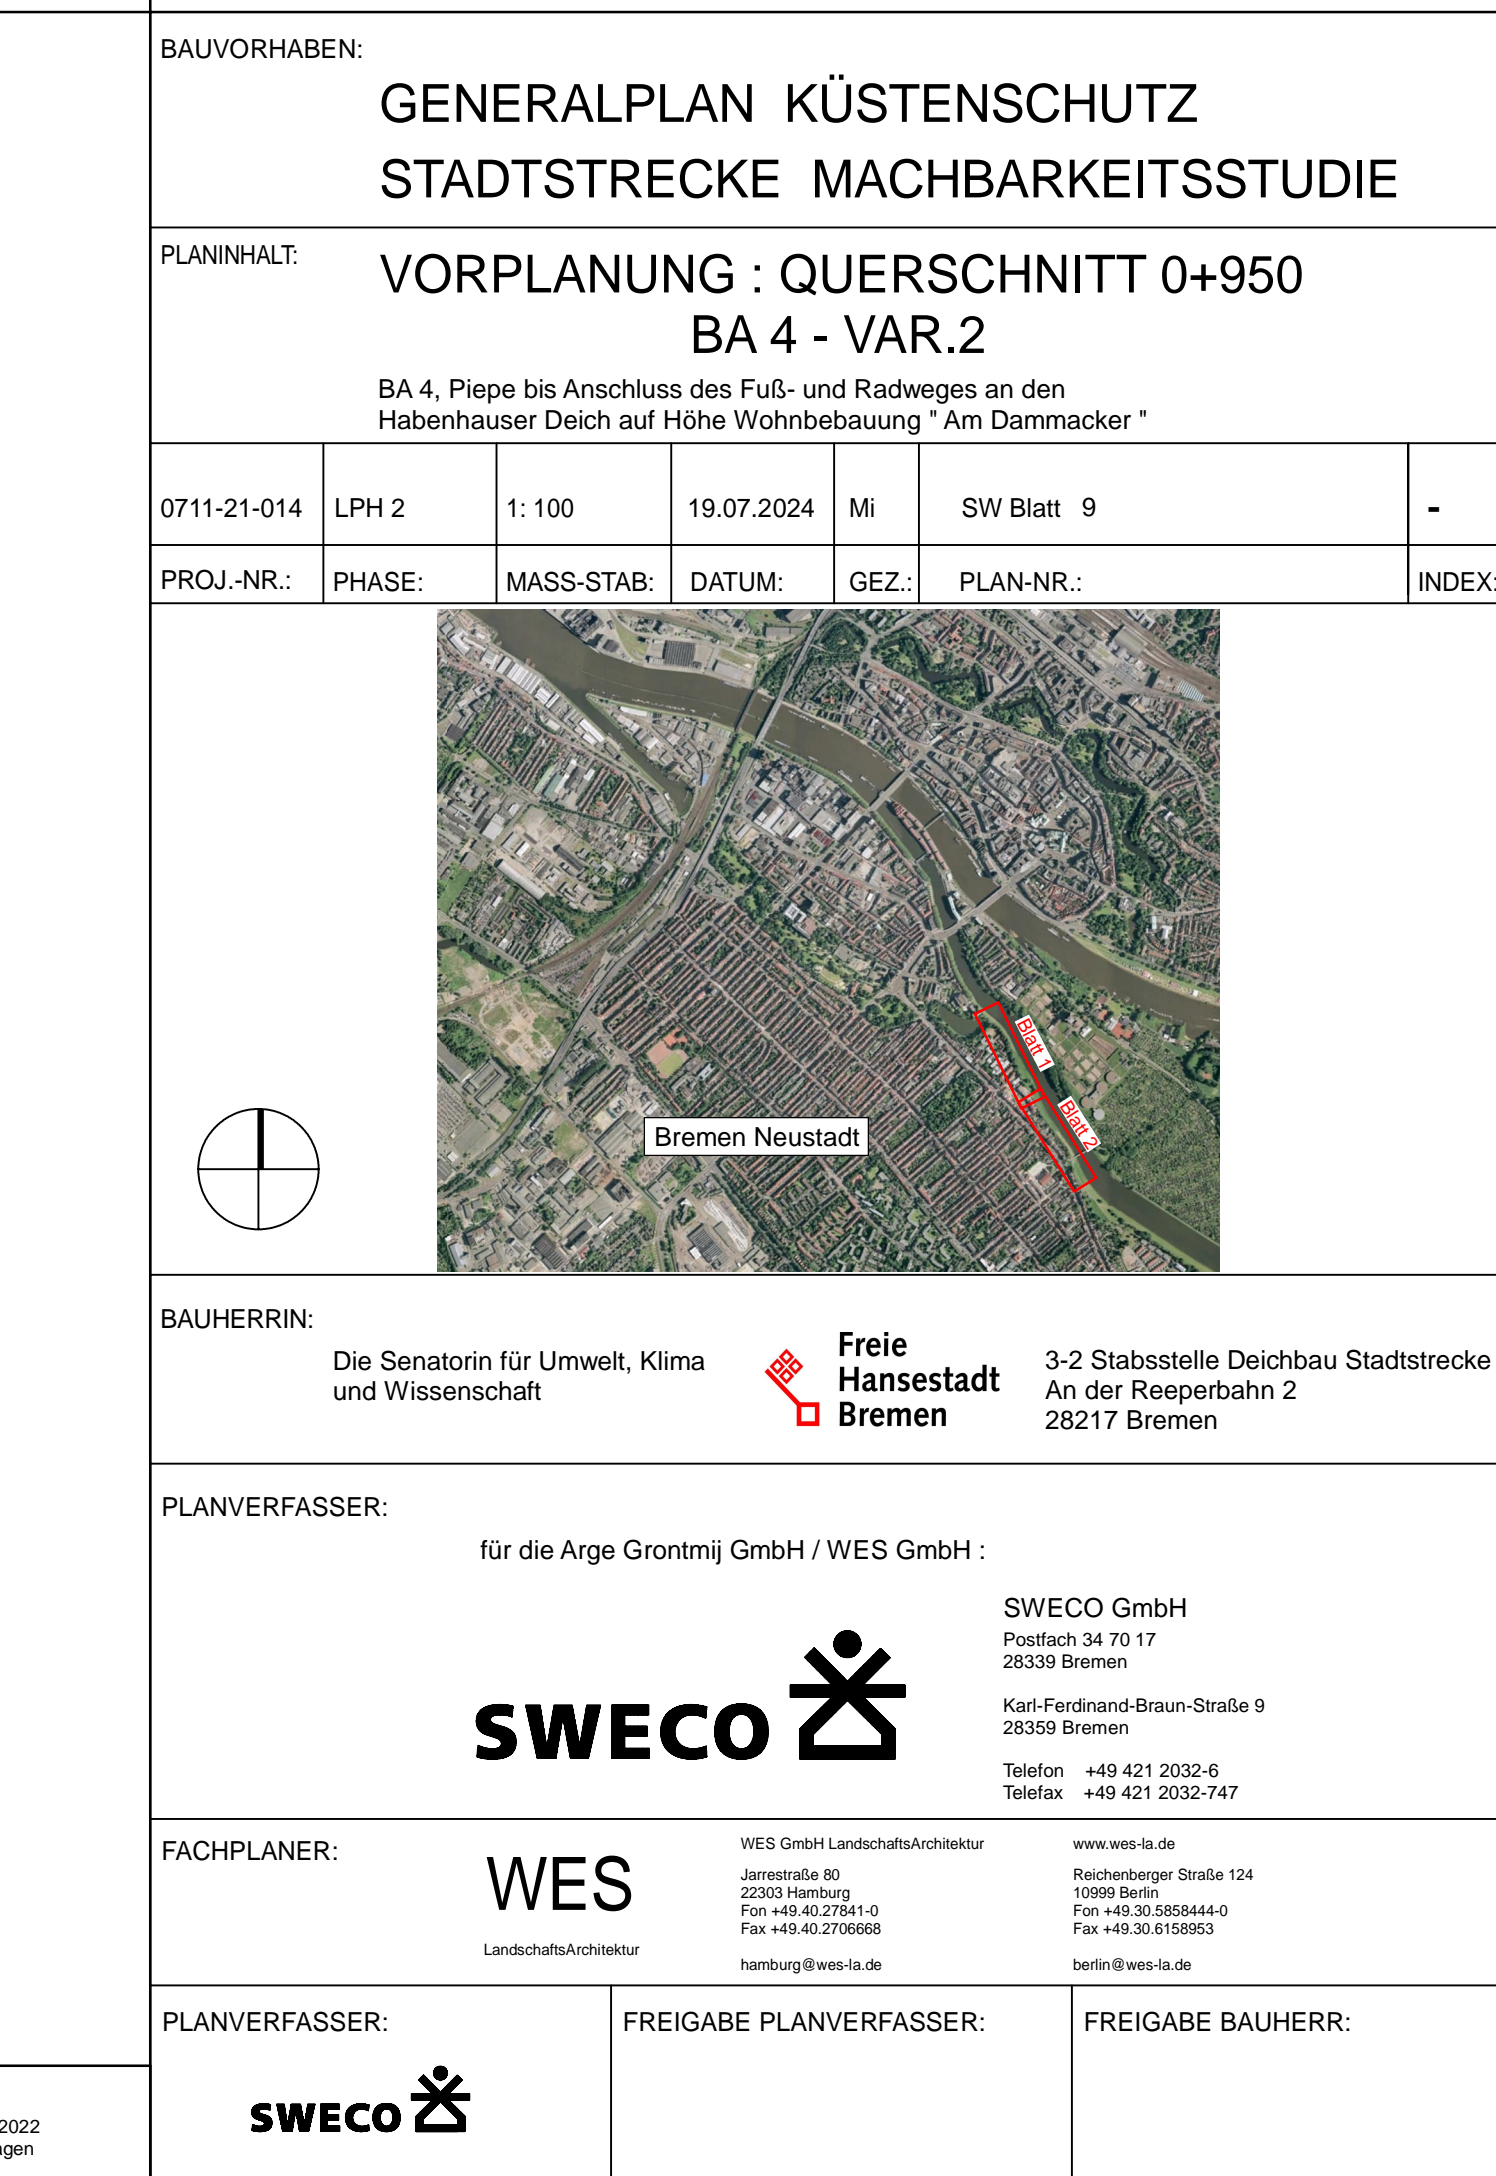 BAUVORHABEN:
GENERALPLAN KÜSTENSCHUTZ
STADTSTRECKE MACHBARKEITSSTUDIE
PLANINHALT:
VORPLANUNG : QUERSCHNITT 0+950
BA 4 - VAR.2
BA 4, Piepe bis Anschluss des Fuß- und Radweges an den
Habenhauser Deich auf Höhe Wohnbebauung " Am Dammacker "
0711-21-014 LPH 2 1: 100 19.07.2024 Mi SW Blatt 9 -
PROJ.-NR.: PHASE: MASS-STAB: DATUM: GEZ.: PLAN-NR.: INDEX:
Blatt 1
Blatt 2
Bremen Neustadt
BAUHERRIN:
Die Senatorin für Umwelt, Klima
und Wissenschaft
Freie
Hansestadt
Bremen
3-2 Stabsstelle Deichbau Stadtstrecke
An der Reeperbahn 2
28217 Bremen
PLANVERFASSER:
für die Arge Grontmij GmbH / WES GmbH :
SWECO
SWECO GmbH
Postfach 34 70 17
28339 Bremen
Karl-Ferdinand-Braun-Straße 9
28359 Bremen
Telefon +49 421 2032-6
Telefax +49 421 2032-747
FACHPLANER:
WES
LandschaftsArchitektur
WES GmbH LandschaftsArchitektur
Jarrestraße 80
22303 Hamburg
Fon +49.40.27841-0
Fax +49.40.2706668
hamburg@wes-la.de
www.wes-la.de
Reichenberger Straße 124
10999 Berlin
Fon +49.30.5858444-0
Fax +49.30.6158953
berlin@wes-la.de
PLANVERFASSER:
SWECO
FREIGABE PLANVERFASSER:
FREIGABE BAUHERR:
2022